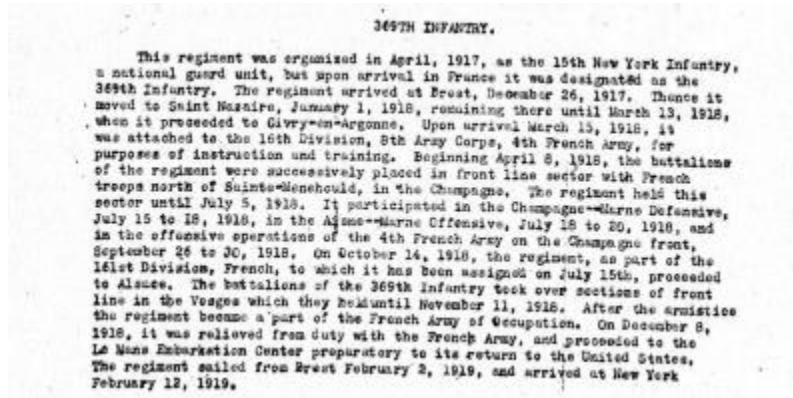 369TH INFANTRY.
This regiment was organized in April, 1917, as the 15th New York Infantry,
a national guard unit, but upon arrival in France it was designated as the
369th Infantry. The regiment arrived at Brest, December 26, 1917. Thence it
moved to Saint Nazaire, January 1, 1918, remaining there until March 13, 1918,
when it proceeded to Givry-en-Argonne. Upon arrival March 15, 1918, it
was attached to the 16th Division, 8th Army Corps, 4th French Army, for
purposes of instruction and training. Beginning April 8, 1918, the battalions
of the regiment were successively placed in front line sector with French
troops north of Sainte-Menehould, in the Champagne. The regiment held this
sector until July 5, 1918. It participated in the Champagne--Marne Defensive,
July 15 to 18, 1918, in the Aisne--Marne Offensive, July 18 to 20, 1918, and
in the offensive operations of the 4th French Army on the Champagne front,
September 26 to 30, 1918. On October 14, 1918, the regiment, as part of the
161st Division, French, to which it has been assigned on July 15th, proceeded
to Alsace. The battalions of the 369th Infantry took over sections of front
line in the Vosges which they helduntil November 11, 1918. After the armistice
the regiment became a part of the French Army of Occupation. On December 8,
1918, it was relieved from duty with the French Army, and proceeded to the
Le Mans Embarkation Center preparatory to its return to the United States.
The regiment sailed from Brest February 2, 1919, and arrived at New York
February 12, 1919.